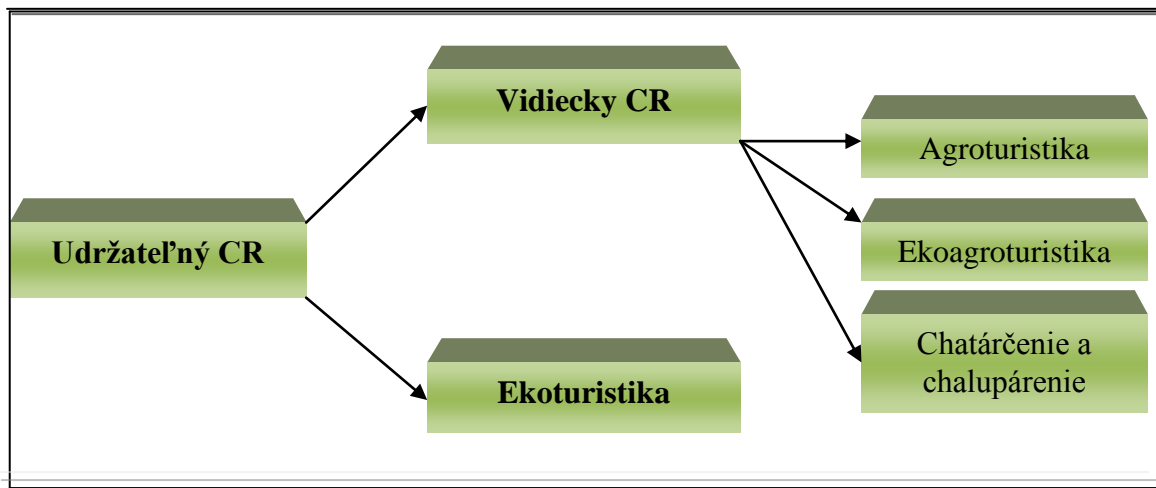 Vidiecky CR
Agroturistika
Udržateľný CR
Ekoagroturistika
Chatárčenie a
chalupárenie
Ekoturistika